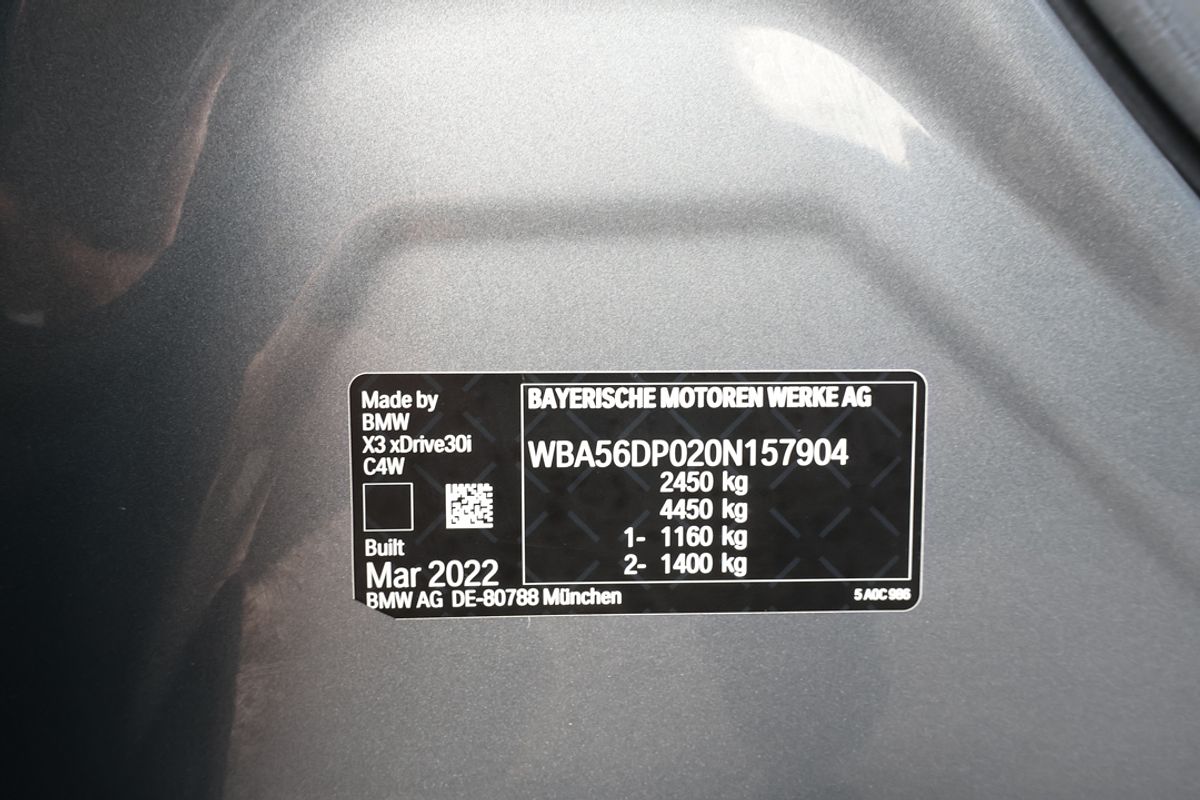 Made by
BMW
X3 xDrive30i
C4W
Built
Mar 2022
BAYERISCHE MOTOREN WERKE AG
WBA56DP020N157904
2450 kg
4450 kg
1- 1160 kg
2- 1400 kg
BMW AG DE-80788 München
5 A0C 986